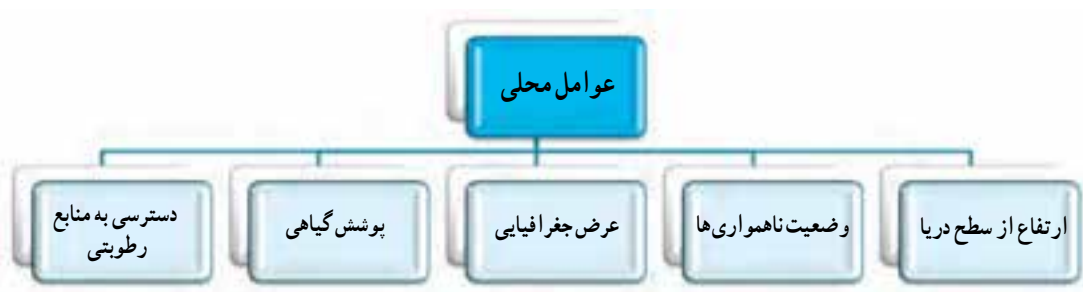 عوامل محلی
ارتفاع از سطح دریا
وضعیت ناهمواری‌ها
عرض جغرافیایی
پوشش گیاهی
دسترسی به منابع
رطوبتی